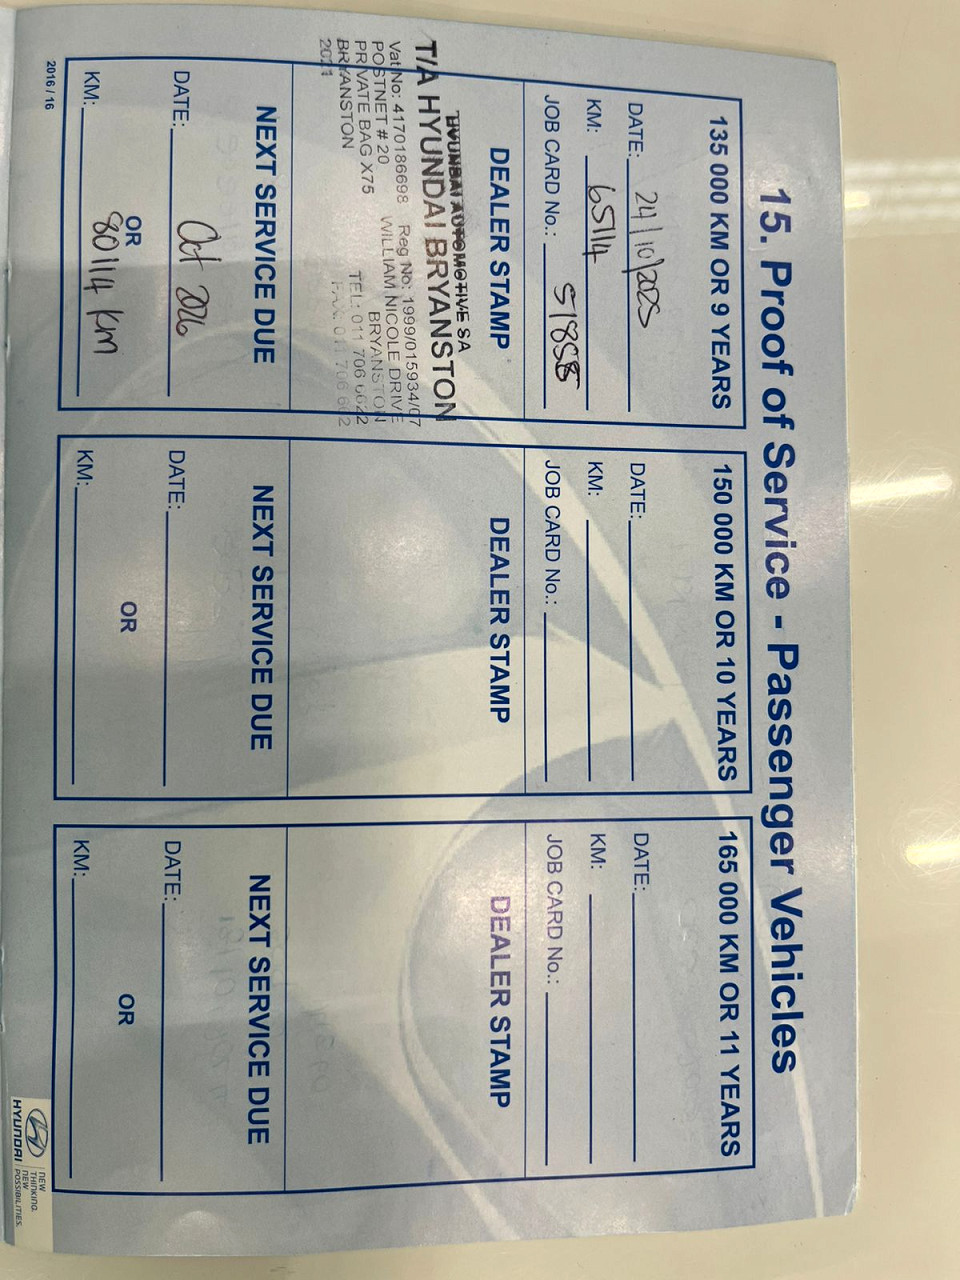 15. Proof of Service - Passenger Vehicles
135 000 KM OR 9 YEARS
DATE: 24/10/2025
KM: 65114
JOB CARD No.: 51858
DEALER STAMP
HYUNDAI AUTOMOTIVE SA
T/A HYUNDAI BRYANSTON
Vat No: 4170186698 Reg No: 1999/015934/07
POSTNET # 20 WILLIAM NICOLE DRIVE
PRIVATE BAG X75 BRYANSTON
BRYANSTON TEL: 011 706 6622
2021 FAX: 011 706 662
NEXT SERVICE DUE
DATE: Oct 2026
OR
KM: 80114 km
150 000 KM OR 10 YEARS
DATE:
KM:
JOB CARD No.:
DEALER STAMP
NEXT SERVICE DUE
DATE:
OR
KM:
165 000 KM OR 11 YEARS
DATE:
KM:
JOB CARD No.:
DEALER STAMP
NEXT SERVICE DUE
DATE:
OR
KM:
2016 / 16
HYUNDAI
NEW
THINKING.
NEW
POSSIBILITIES.